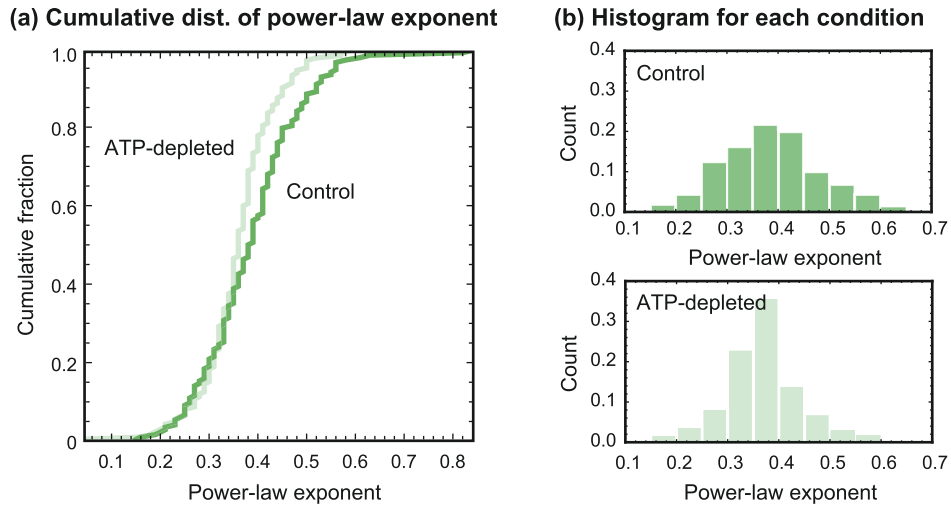 (a) Cumulative dist. of power-law exponent
1.0
0.8
0.6
0.4
0.2
0
Cumulative fraction
ATP-depleted
Control
0.1 0.2 0.3 0.4 0.5 0.6 0.7 0.8
Power-law exponent
(b) Histogram for each condition
0.4
0.3
0.2
0.1
0.0
Count
Control
0.1 0.2 0.3 0.4 0.5 0.6 0.7
Power-law exponent
0.4
0.3
0.2
0.1
0.0
Count
ATP-depleted
0.1 0.2 0.3 0.4 0.5 0.6 0.7
Power-law exponent